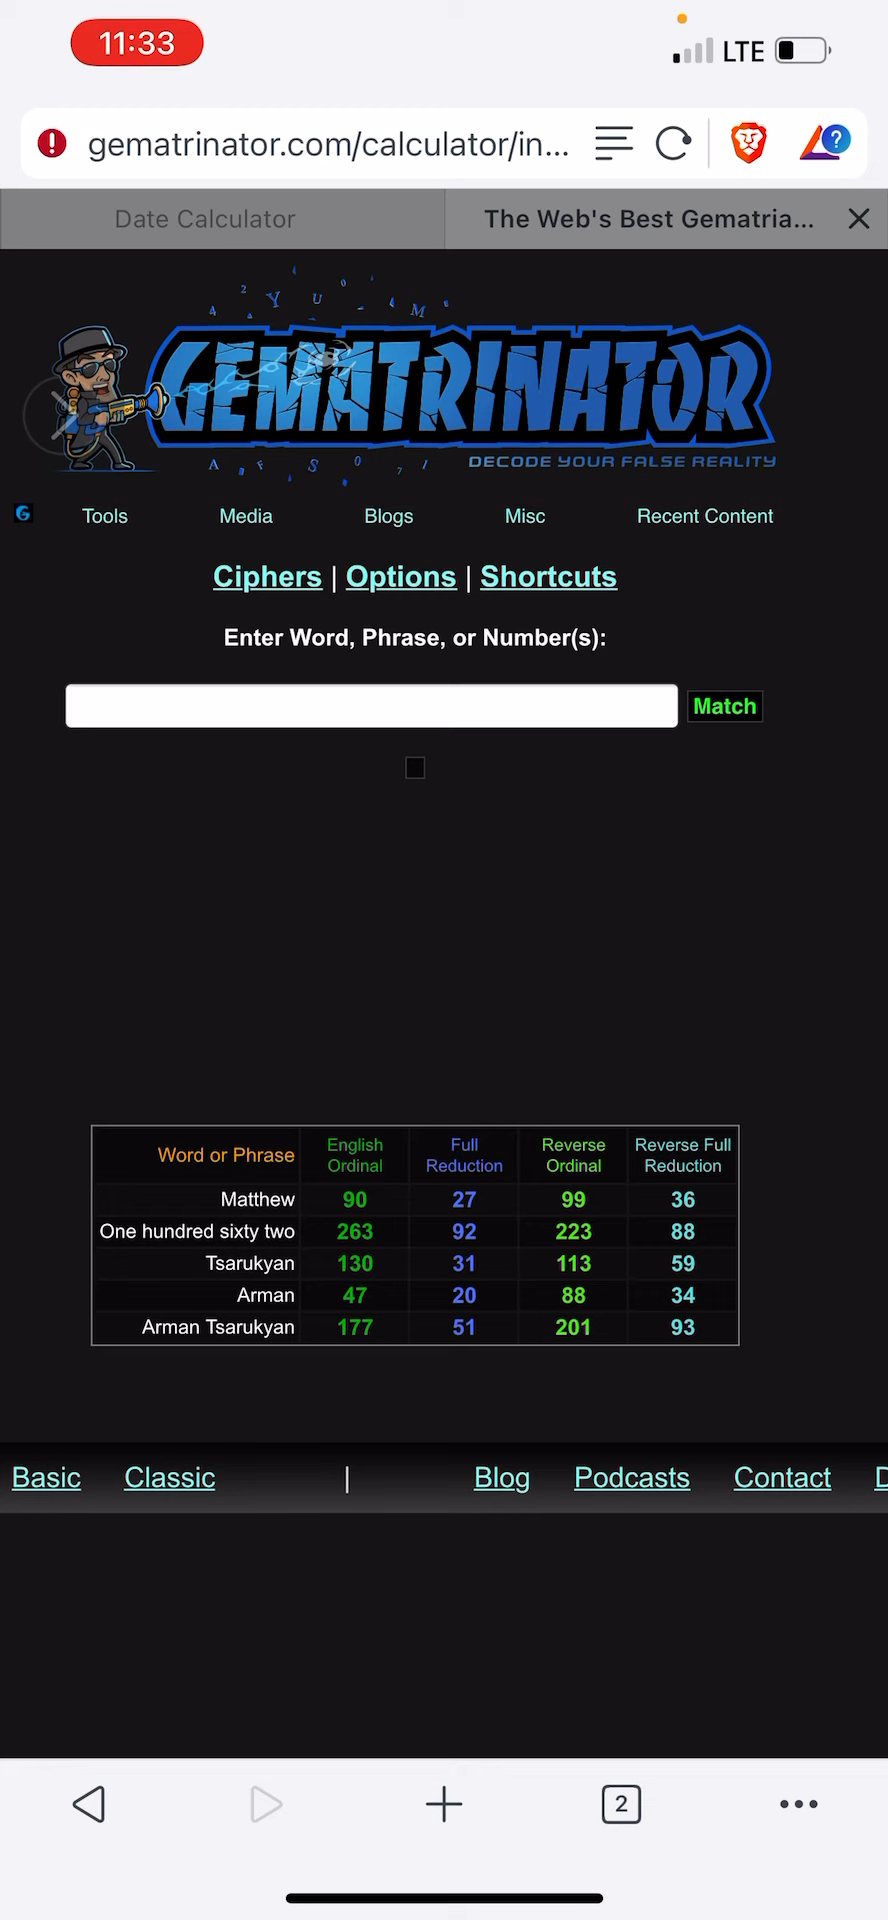 11:33
LTE
gematrinator.com/calculator/in...
Date Calculator
The Web's Best Gematria...
GEMATRINATOR
DECODE YOUR FALSE REALITY
Tools Media Blogs Misc Recent Content
Ciphers | Options | Shortcuts
Enter Word, Phrase, or Number(s):
Match
Word or Phrase English Ordinal Full Reduction Reverse Ordinal Reverse Full Reduction
Matthew 90 27 99 36
One hundred sixty two 263 92 223 88
Tsarukyan 130 31 113 59
Arman 47 20 88 34
Arman Tsarukyan 177 51 201 93
Basic Classic | Blog Podcasts Contact
2